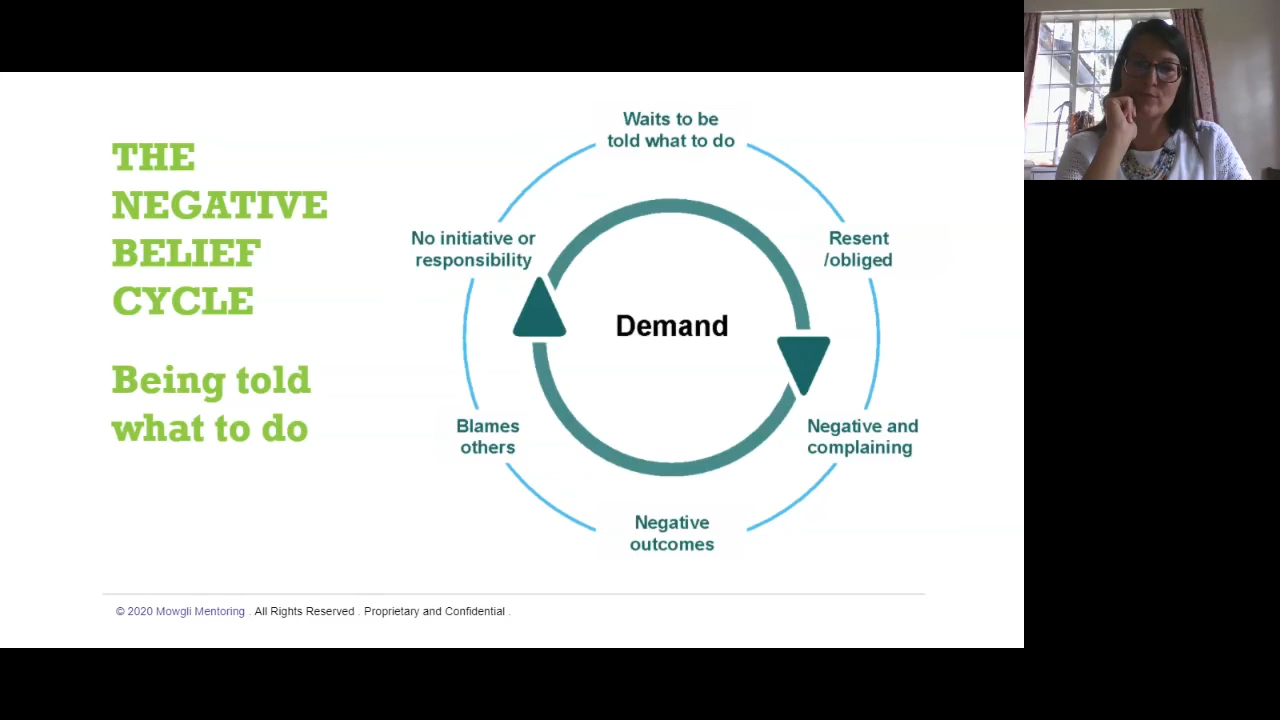 THE
NEGATIVE
BELIEF
CYCLE
Being told
what to do
Waits to be
told what to do
Resent
/obliged
Negative and
complaining
Negative
outcomes
Blames
others
No initiative or
responsibility
Demand
© 2020 Mowgli Mentoring . All Rights Reserved . Proprietary and Confidential .